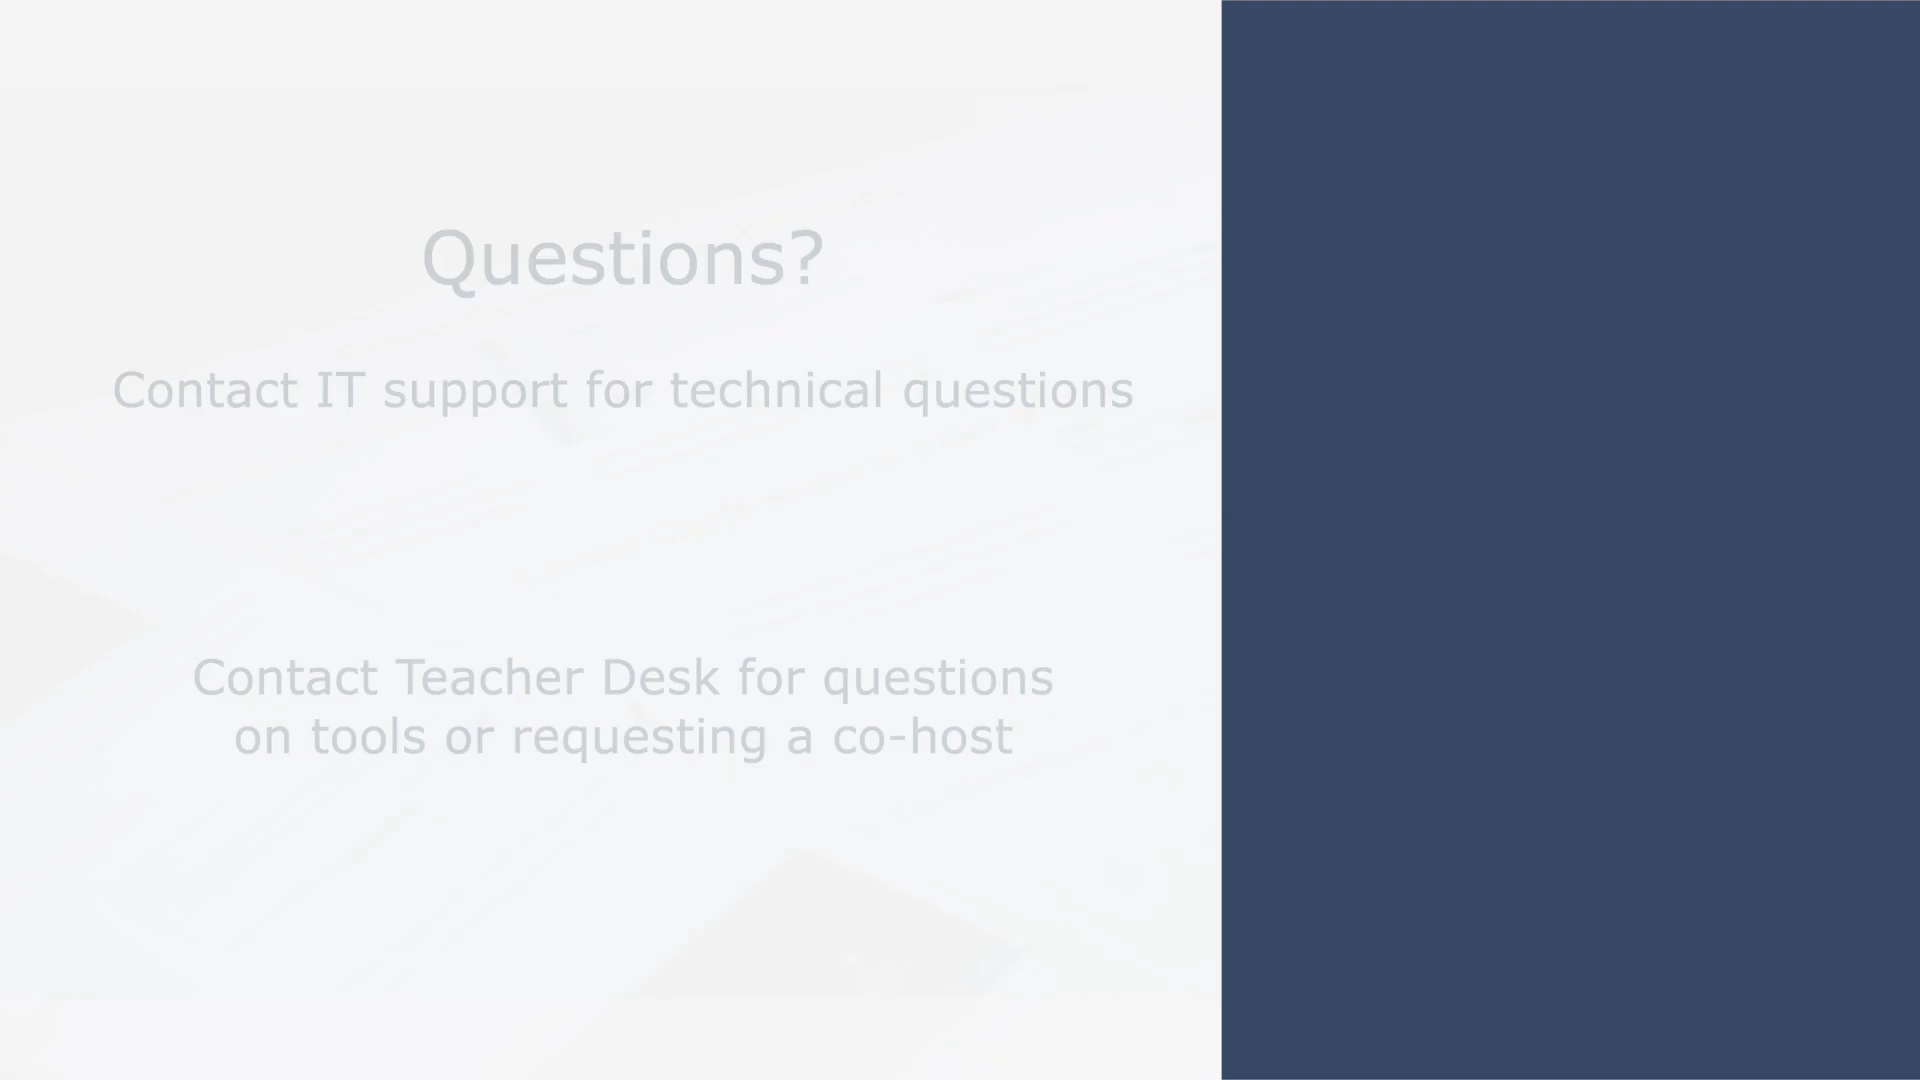 Questions?
Contact IT support for technical questions
Contact Teacher Desk for questions
on tools or requesting a co-host